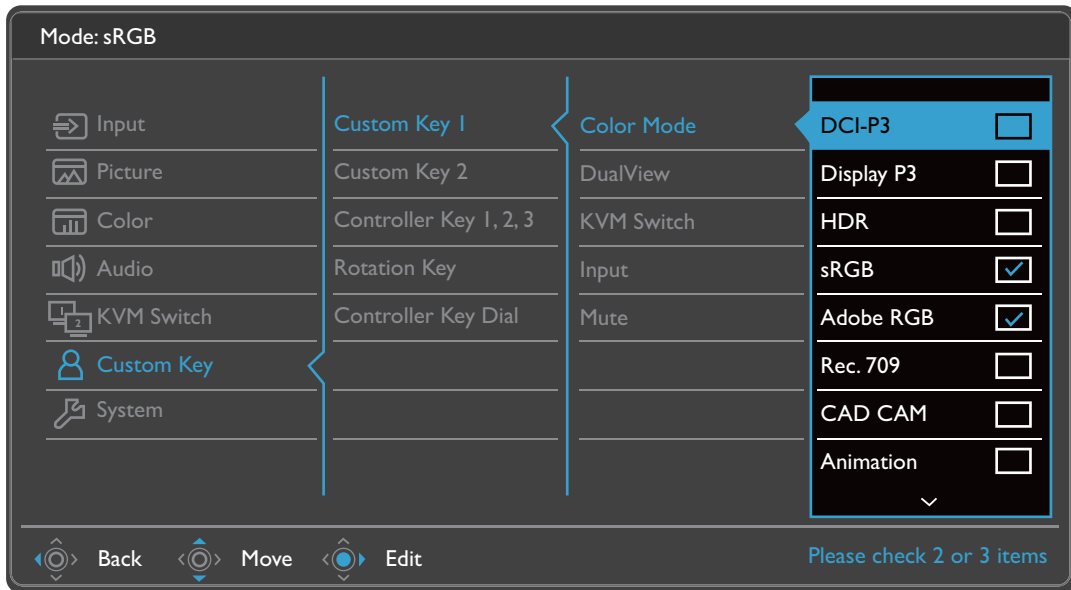 Mode: sRGB
Input
Picture
Color
Audio
1 2 KVM Switch
Custom Key
System
Custom Key 1
Custom Key 2
Controller Key 1, 2, 3
Rotation Key
Controller Key Dial
Color Mode
DualView
KVM Switch
Input
Mute
DCI-P3
Display P3
HDR
sRGB
Adobe RGB
Rec. 709
CAD CAM
Animation
Back Move Edit
Please check 2 or 3 items